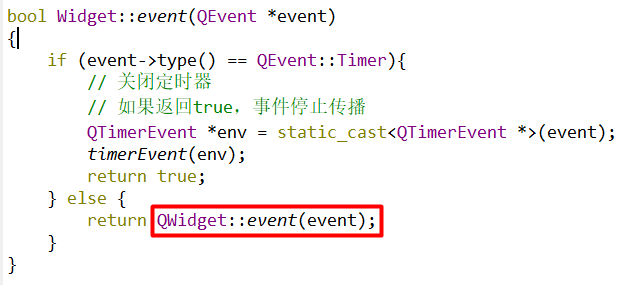 bool Widget::event(QEvent *event)
{
    if (event->type() == QEvent::Timer){
        // 关闭定时器
        // 如果返回true，事件停止传播
        QTimerEvent *env = static_cast<QTimerEvent *>(event);
        timerEvent(env);
        return true;
    } else {
        return QWidget::event(event);
    }
}